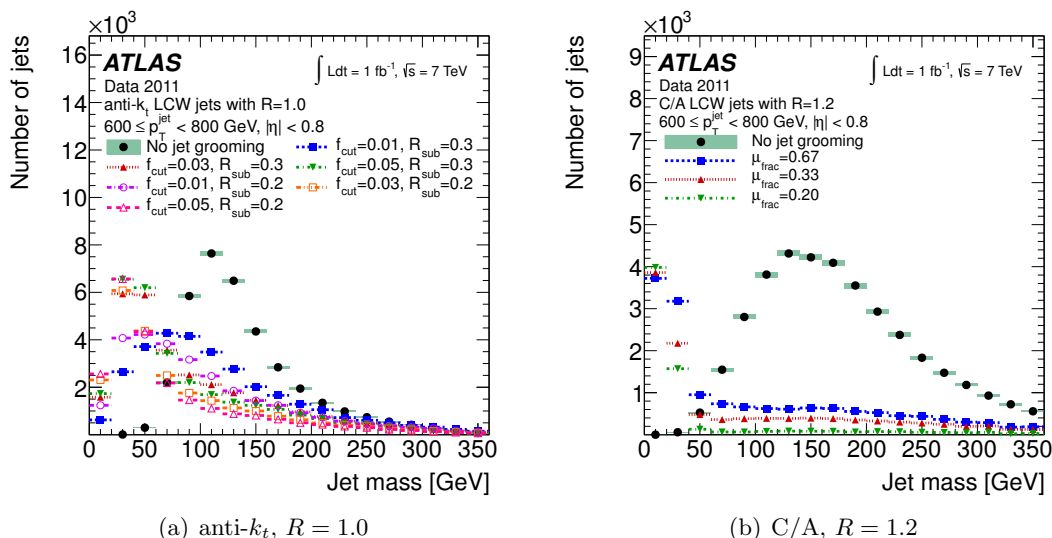 ×10³
Number of jets
16
14
12
10
8
6
4
2
ATLAS
∫ Ldt = 1 fb⁻¹, √s = 7 TeV
Data 2011
anti-kₜ LCW jets with R=1.0
600 ≤ p_T^jet < 800 GeV, |η| < 0.8
No jet grooming
f_cut=0.01, R_sub=0.3
f_cut=0.03, R_sub=0.3
f_cut=0.05, R_sub=0.3
f_cut=0.01, R_sub=0.2
f_cut=0.03, R_sub=0.2
f_cut=0.05, R_sub=0.2
0 50 100 150 200 250 300 350
Jet mass [GeV]
(a) anti-kₜ, R = 1.0
×10³
Number of jets
9
8
7
6
5
4
3
2
1
0
ATLAS
∫ Ldt = 1 fb⁻¹, √s = 7 TeV
Data 2011
C/A LCW jets with R=1.2
600 ≤ p_T^jet < 800 GeV, |η| < 0.8
No jet grooming
μ_frac=0.67
μ_frac=0.33
μ_frac=0.20
0 50 100 150 200 250 300 350
Jet mass [GeV]
(b) C/A, R = 1.2